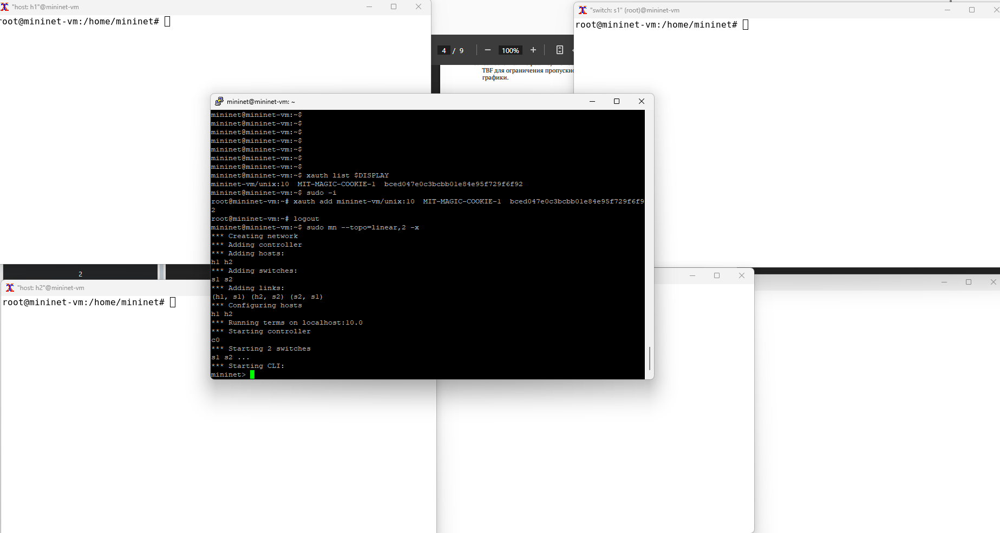 "host: h1"@mininet-vm
root@mininet-vm:/home/mininet#
"switch: s1" (root)@mininet-vm
root@mininet-vm:/home/mininet#
4 / 9 — 100% +
TBF для ограничения
графики.
mininet@mininet-vm: ~
mininet@mininet-vm:~$
mininet@mininet-vm:~$
mininet@mininet-vm:~$
mininet@mininet-vm:~$
mininet@mininet-vm:~$
mininet@mininet-vm:~$
mininet@mininet-vm:~$
mininet@mininet-vm:~$ xauth list $DISPLAY
mininet-vm/unix:10  MIT-MAGIC-COOKIE-1  bced047e0c3bcbb01e84e95f729f6f92
mininet@mininet-vm:~$ sudo -i
root@mininet-vm:~# xauth add mininet-vm/unix:10  MIT-MAGIC-COOKIE-1  bced047e0c3bcbb01e84e95f729f6f9
2
root@mininet-vm:~# logout
mininet@mininet-vm:~$ sudo mn --topo=linear,2 -x
*** Creating network
*** Adding controller
*** Adding hosts:
h1 h2
*** Adding switches:
s1 s2
*** Adding links:
(h1, s1) (h2, s2) (s2, s1)
*** Configuring hosts
h1 h2
*** Running terms on localhost:10.0
*** Starting controller
c0
*** Starting 2 switches
s1 s2 ...
*** Starting CLI:
mininet>
2
"host: h2"@mininet-vm
root@mininet-vm:/home/mininet#